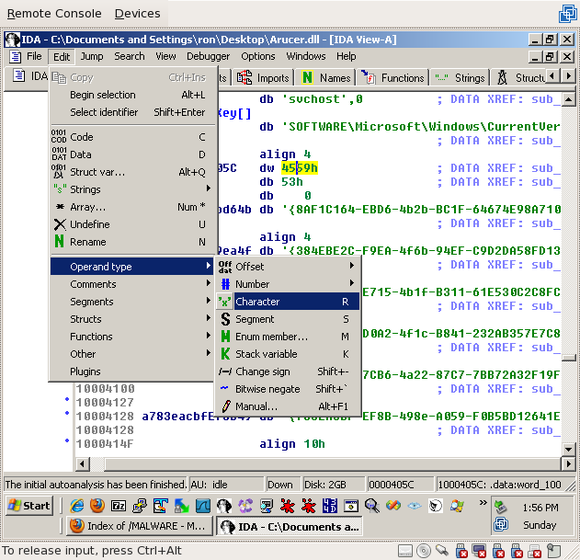 Remote Console Devices
IDA - C:\Documents and Settings\ron\Desktop\Arucer.dll - [IDA View-A]
File Edit Jump Search View Debugger Options Windows Help
IDA Imports N Names Functions "..." Strings Structu
Copy Ctrl+Ins
Begin selection Alt+L
Select identifier Shift+Enter
Code C
Data D
Struct var... Alt+Q
Strings
Array... Num *
Undefine U
Rename N
Operand type
Comments
Segments
Structs
Functions
Other
Plugins
Offset
Number
Character R
Segment S
Enum member... M
Stack variable K
Change sign Shift+-
Bitwise negate Shift+`
Manual... Alt+F1
db 'svchost',0 ; DATA XREF: sub_
Key[]
db 'SOFTWARE\Microsoft\Windows\CurrentVer
; DATA XREF: sub_
align 4
05C dw 4559h ; DATA XREF: sub_
db 53h
db 0
bd64b db '{8AF1C164-EBD6-4b2b-BC1F-64674E98A710
; DATA XREF: sub_
align 4
9ea4f db '{384EBE2C-F9EA-4f6b-94EF-C9D2DA58FD13
; DATA XREF: sub_
E715-4b1f-B311-61E530C2C8FC
DATA XREF: sub_
D0A2-4f1c-B841-232AB357E7C8
DATA XREF: sub_
7CB6-4a22-87C7-7BB72A32F19F
10004100 DATA XREF: sub_
10004127
10004128 EF8B-498e-A059-F0B5BD12641E
10004128 ; DATA XREF: sub_
1000414F align 10h
The initial autoanalysis has been finished. AU: idle Down Disk: 2GB 0000405C 1000405C: .data:word_100
Start 1:56 PM
Index of /MALWARE - M... IDA - C:\Documents a... Sunday
To release input, press Ctrl+Alt